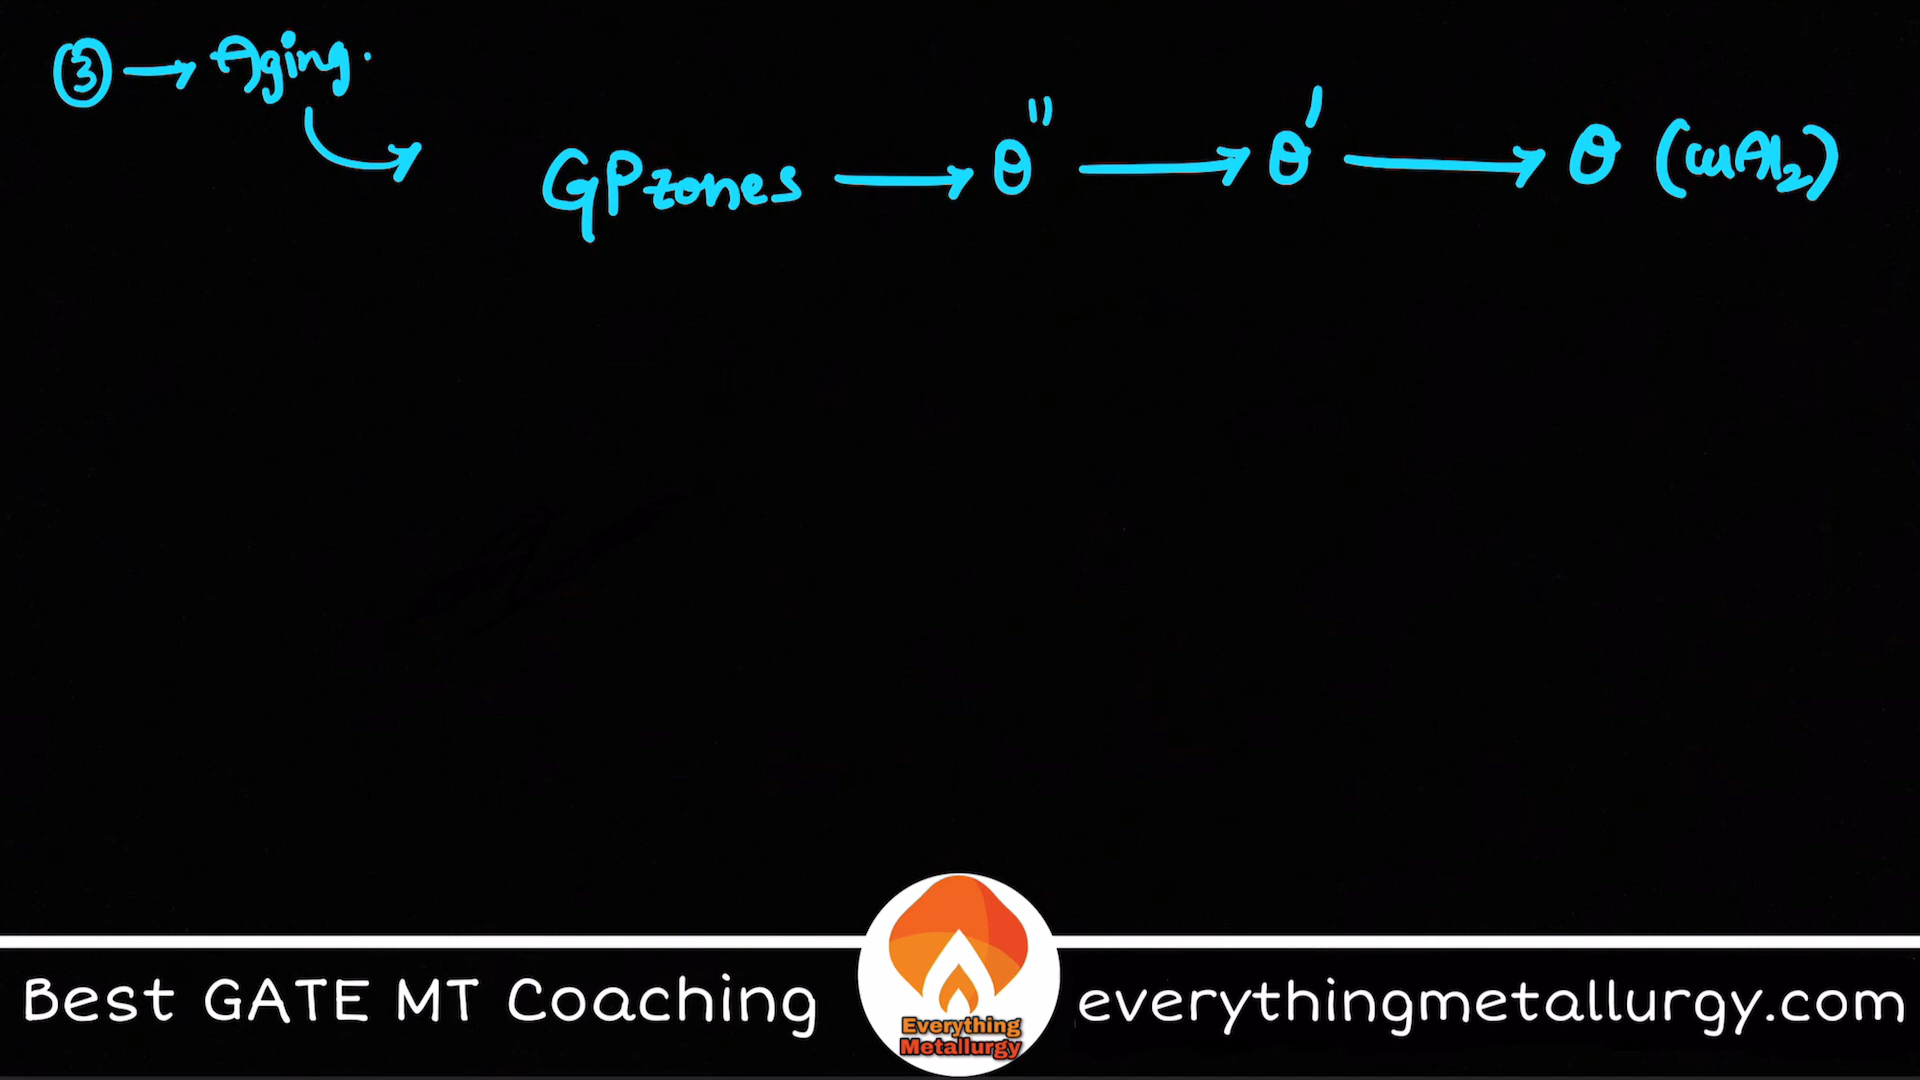 ③ → Aging.
GP zones → θ'' → θ' → θ (CuAl₂)
Best GATE MT Coaching
Everything
Metallurgy
everythingmetallurgy.com